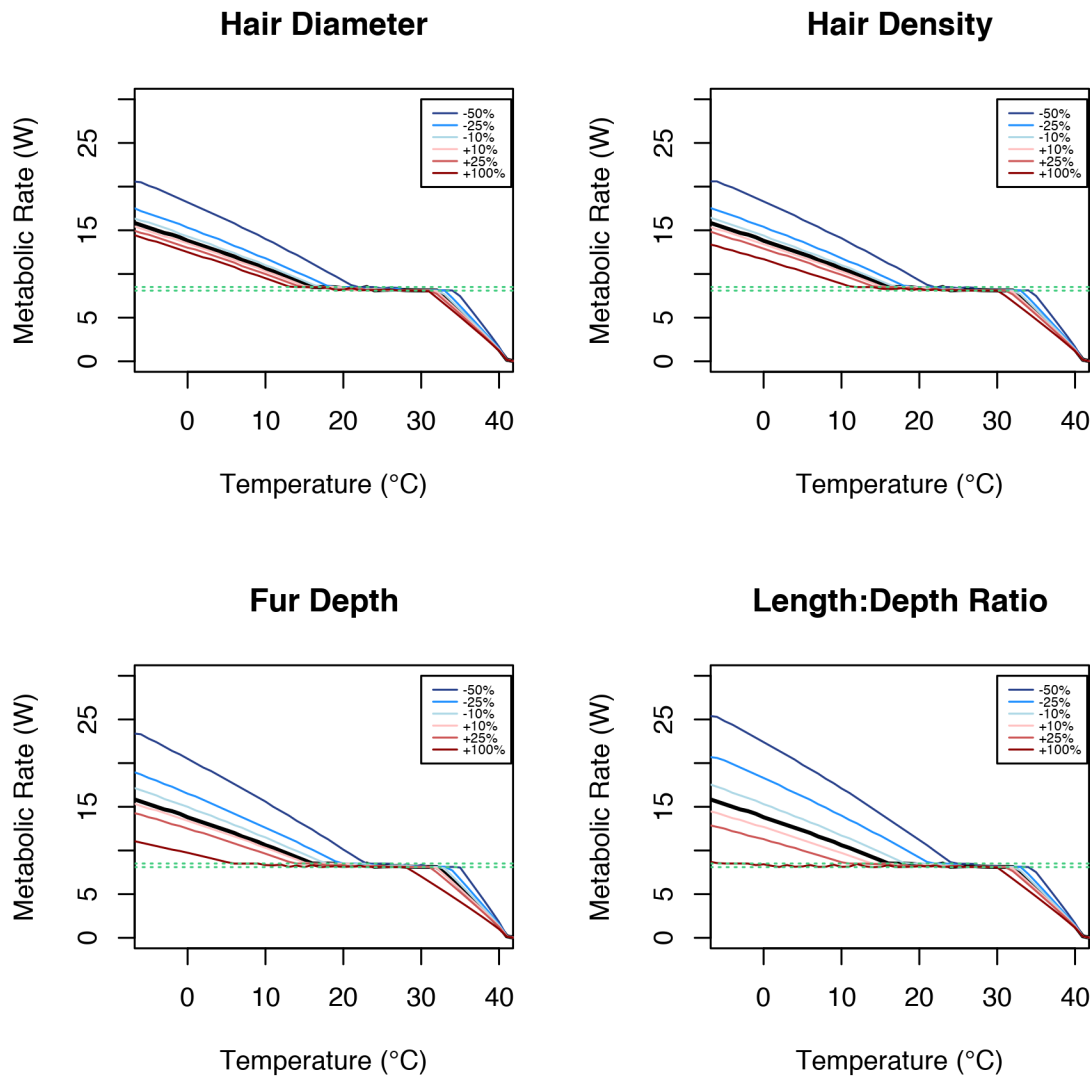 Hair Diameter
Metabolic Rate (W)
25
15
5
0
-50%
-25%
-10%
+10%
+25%
+100%
0 10 20 30 40
Temperature (°C)
Hair Density
Metabolic Rate (W)
25
15
5
0
-50%
-25%
-10%
+10%
+25%
+100%
0 10 20 30 40
Temperature (°C)
Fur Depth
Metabolic Rate (W)
25
15
5
0
-50%
-25%
-10%
+10%
+25%
+100%
0 10 20 30 40
Temperature (°C)
Length:Depth Ratio
Metabolic Rate (W)
25
15
5
0
-50%
-25%
-10%
+10%
+25%
+100%
0 10 20 30 40
Temperature (°C)